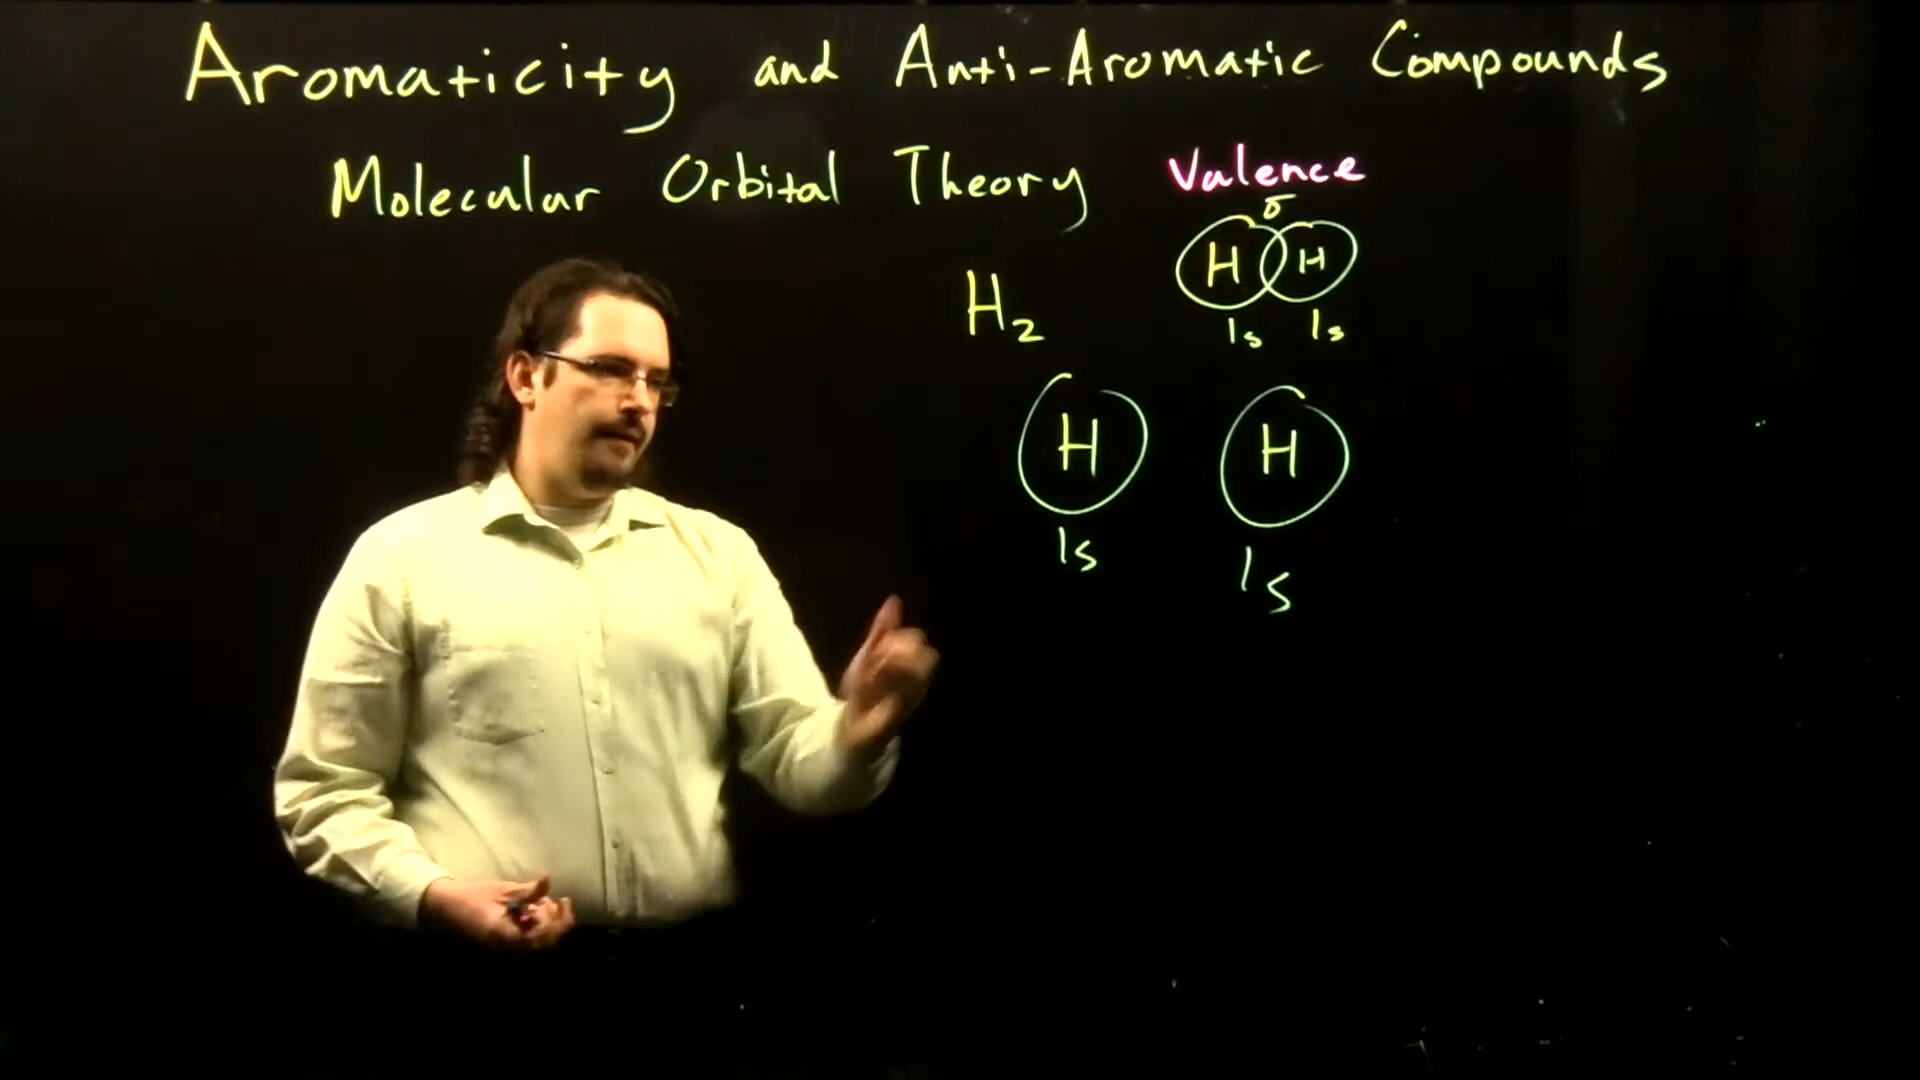 Aromaticity and Anti-Aromatic Compounds
Molecular Orbital Theory Valence
σ
H₂ H H
1s 1s
H H
1s 1s